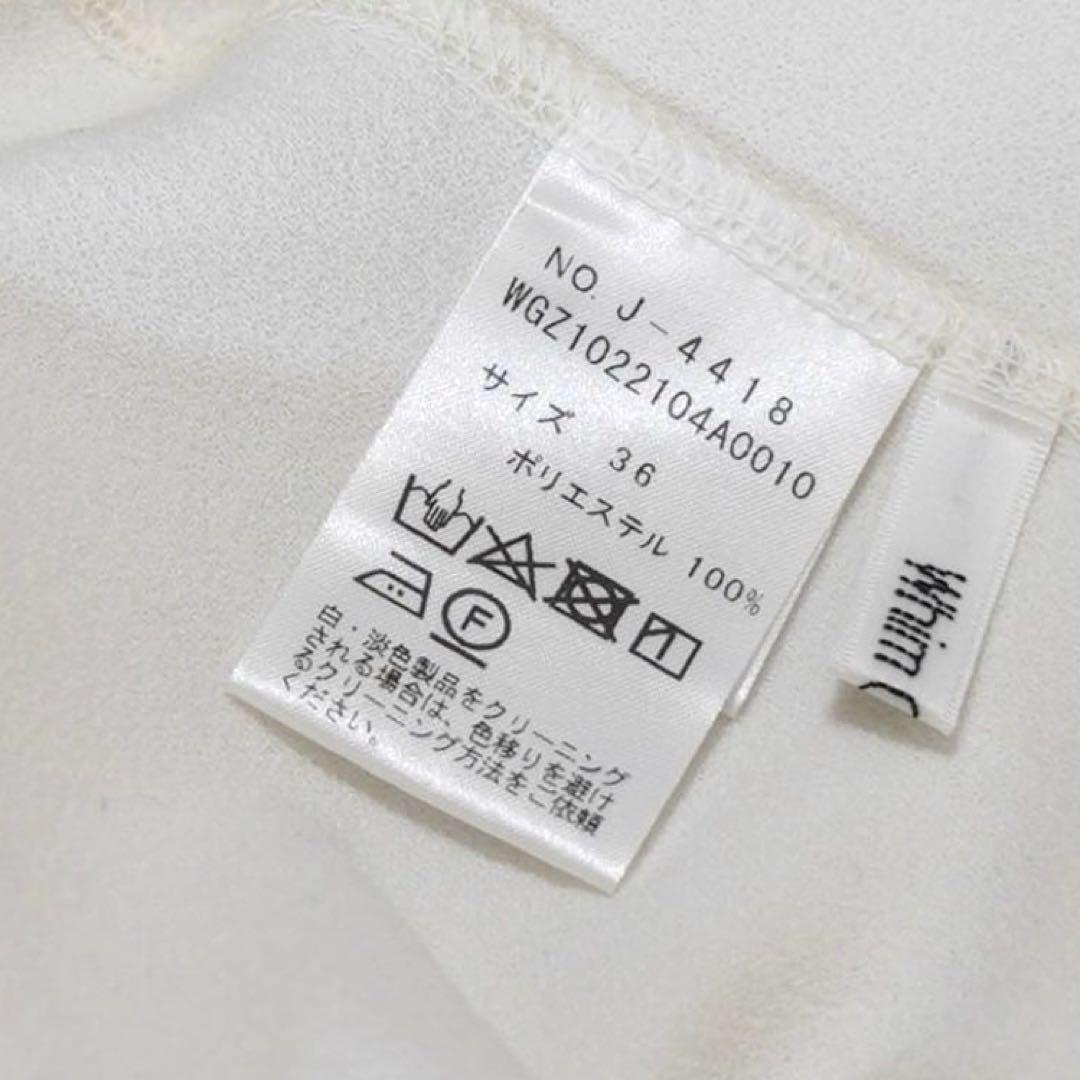 NO. J-4418
WGZ1022104A0010
サイズ 36
ポリエステル 100%
F
白・淡色製品をクリーニング
される場合は、色移りを避け
るクリーニング方法をご依頼
ください。
Whim